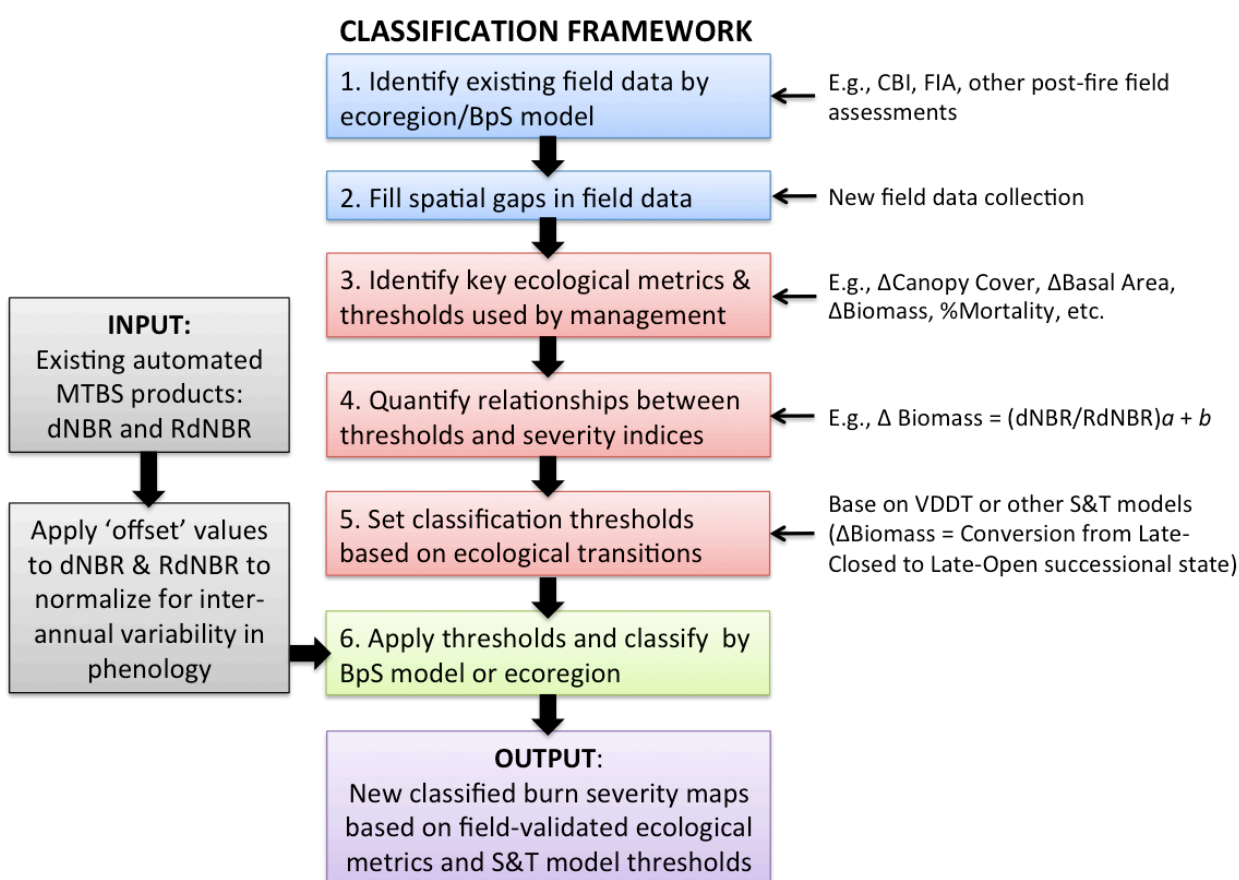 CLASSIFICATION FRAMEWORK
1. Identify existing field data by
ecoregion/BpS model
E.g., CBI, FIA, other post-fire field
assessments
2. Fill spatial gaps in field data
New field data collection
3. Identify key ecological metrics &
thresholds used by management
E.g., ΔCanopy Cover, ΔBasal Area,
ΔBiomass, %Mortality, etc.
INPUT:
Existing automated
MTBS products:
dNBR and RdNBR
4. Quantify relationships between
thresholds and severity indices
E.g., Δ Biomass = (dNBR/RdNBR)a + b
5. Set classification thresholds
based on ecological transitions
Base on VDDT or other S&T models
(ΔBiomass = Conversion from Late-
Closed to Late-Open successional state)
Apply ‘offset’ values
to dNBR & RdNBR to
normalize for inter-
annual variability in
phenology
6. Apply thresholds and classify by
BpS model or ecoregion
OUTPUT:
New classified burn severity maps
based on field-validated ecological
metrics and S&T model thresholds